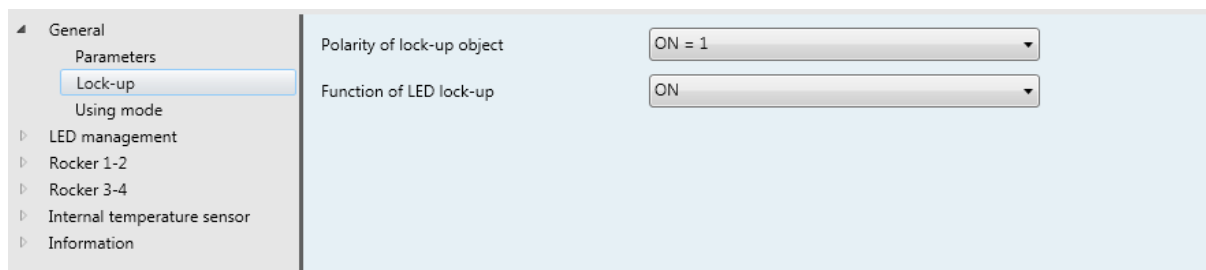 General
Parameters
Lock-up
Using mode
LED management
Rocker 1-2
Rocker 3-4
Internal temperature sensor
Information
Polarity of lock-up object
ON = 1
Function of LED lock-up
ON